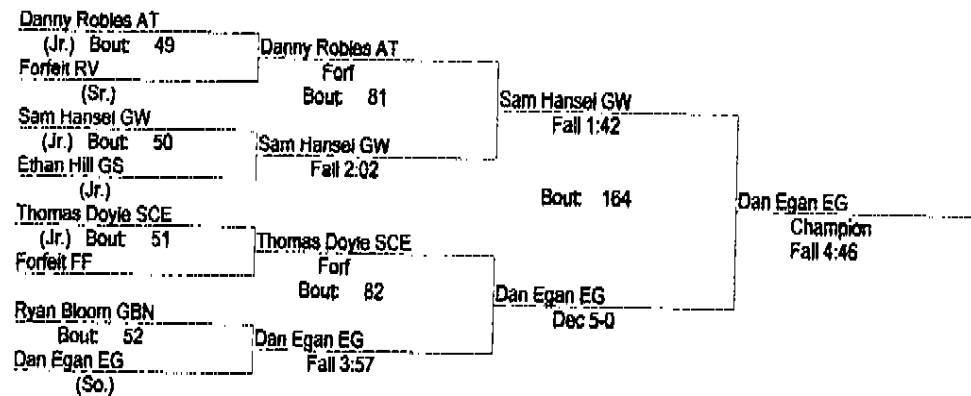 Danny Robles AT
(Jr.) Bout: 49
Forfeit RV
(Sr.)
Sam Hansel GW
(Jr.) Bout: 50
Ethan Hill GS
(Jr.)
Thomas Doyle SCE
(Jr.) Bout: 51
Forfeit FF
Ryan Bloom GBN
Bout: 52
Dan Egan EG
(So.)
Danny Robles AT
Forf
Bout: 81
Sam Hansel GW
Fall 2:02
Thomas Doyle SCE
Forf
Bout: 82
Dan Egan EG
Fall 3:57
Sam Hansel GW
Fall 1:42
Bout: 164
Dan Egan EG
Dec 5-0
Dan Egan EG
Champion
Fall 4:46